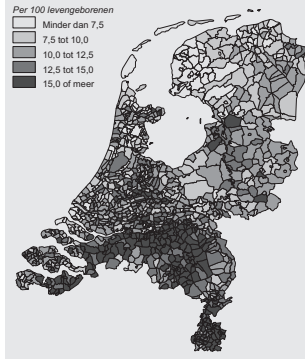 Per 100 levengeborenen
Minder dan 7,5
7,5 tot 10,0
10,0 tot 12,5
12,5 tot 15,0
15,0 of meer